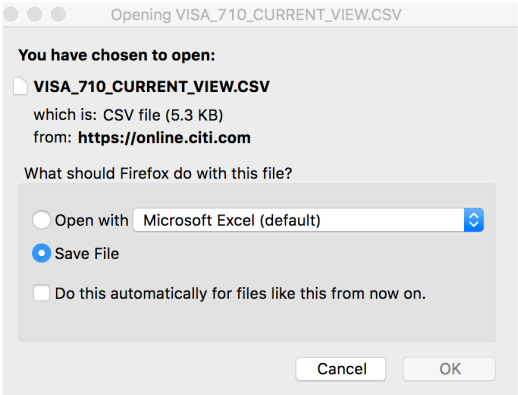 Opening VISA_710_CURRENT_VIEW.CSV
You have chosen to open:
VISA_710_CURRENT_VIEW.CSV
which is: CSV file (5.3 KB)
from: https://online.citi.com
What should Firefox do with this file?
Open with Microsoft Excel (default)
Save File
Do this automatically for files like this from now on.
Cancel OK